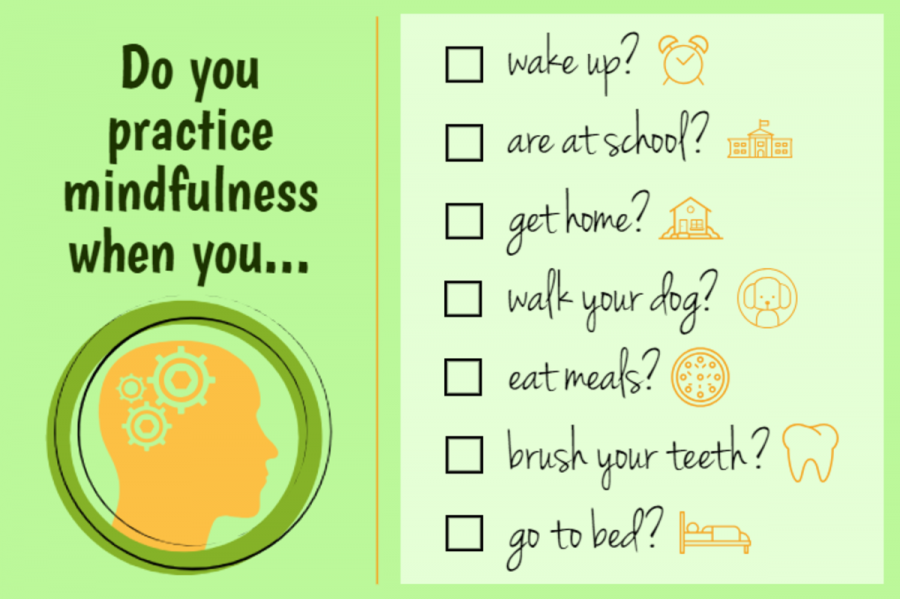 Do you
practice
mindfulness
when you...
wake up?
are at school?
get home?
walk your dog?
eat meals?
brush your teeth?
go to bed?